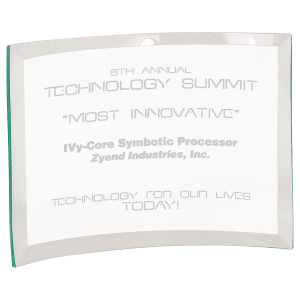 6TH ANNUAL
TECHNOLOGY SUMMIT
"MOST INNOVATIVE"
IVy-Core Symbotic Processor
Zyend Industries, Inc.
TECHNOLOGY FOR OUR LIVES
TODAY!